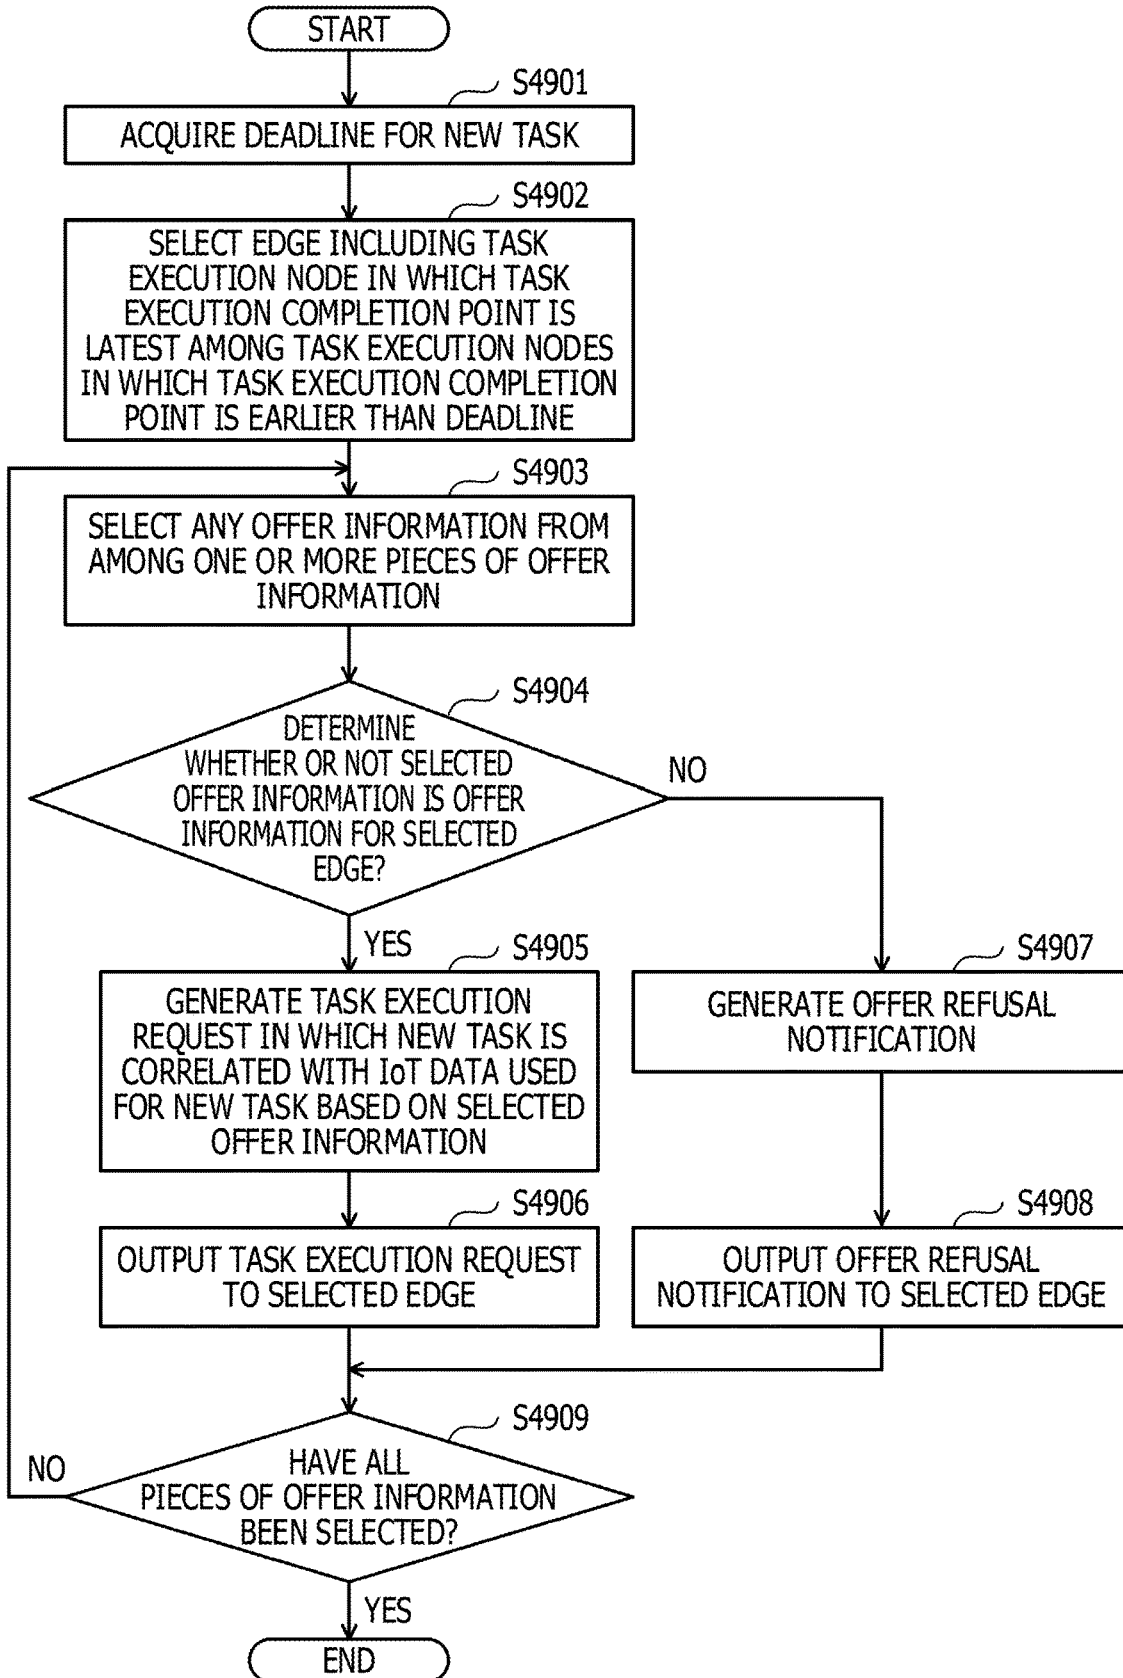 START
S4901
ACQUIRE DEADLINE FOR NEW TASK
S4902
SELECT EDGE INCLUDING TASK
EXECUTION NODE IN WHICH TASK
EXECUTION COMPLETION POINT IS
LATEST AMONG TASK EXECUTION NODES
IN WHICH TASK EXECUTION COMPLETION
POINT IS EARLIER THAN DEADLINE
S4903
SELECT ANY OFFER INFORMATION FROM
AMONG ONE OR MORE PIECES OF OFFER
INFORMATION
S4904
DETERMINE
WHETHER OR NOT SELECTED
OFFER INFORMATION IS OFFER
INFORMATION FOR SELECTED
EDGE?
NO
YES
S4905
GENERATE TASK EXECUTION
REQUEST IN WHICH NEW TASK IS
CORRELATED WITH IoT DATA USED
FOR NEW TASK BASED ON SELECTED
OFFER INFORMATION
S4907
GENERATE OFFER REFUSAL
NOTIFICATION
S4906
OUTPUT TASK EXECUTION REQUEST
TO SELECTED EDGE
S4908
OUTPUT OFFER REFUSAL
NOTIFICATION TO SELECTED EDGE
S4909
HAVE ALL
PIECES OF OFFER INFORMATION
BEEN SELECTED?
NO
YES
END